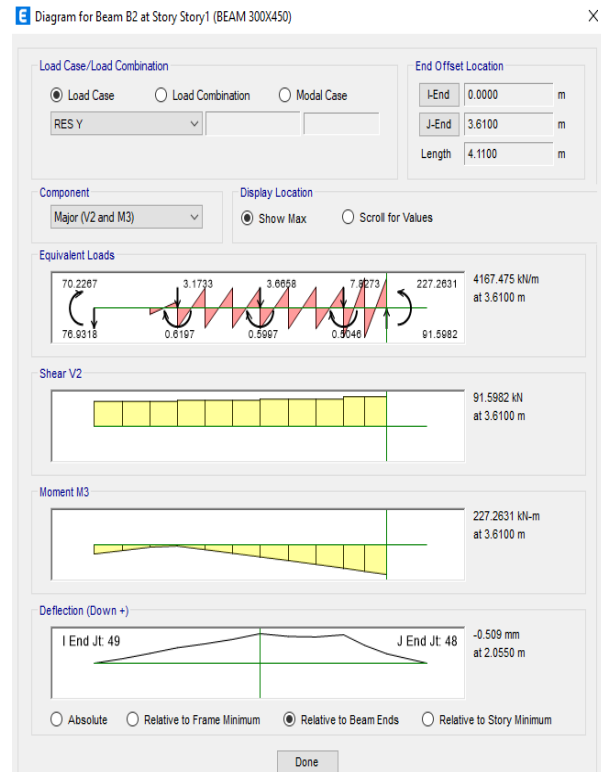 E Diagram for Beam B2 at Story Story1 (BEAM 300X450) X
Load Case/Load Combination
Load Case Load Combination Modal Case
RES Y
End Offset Location
I-End 0.0000 m
J-End 3.6100 m
Length 4.1100 m
Component
Major (V2 and M3)
Display Location
Show Max Scroll for Values
Equivalent Loads
70.2267 3.1733 3.6658 7.8273 227.2631
76.9318 0.6197 0.5997 0.5046 91.5982
4167.475 kN/m
at 3.6100 m
Shear V2
91.5982 kN
at 3.6100 m
Moment M3
227.2631 kN-m
at 3.6100 m
Deflection (Down +)
I End Jt: 49 J End Jt: 48
-0.509 mm
at 2.0550 m
Absolute Relative to Frame Minimum Relative to Beam Ends Relative to Story Minimum
Done